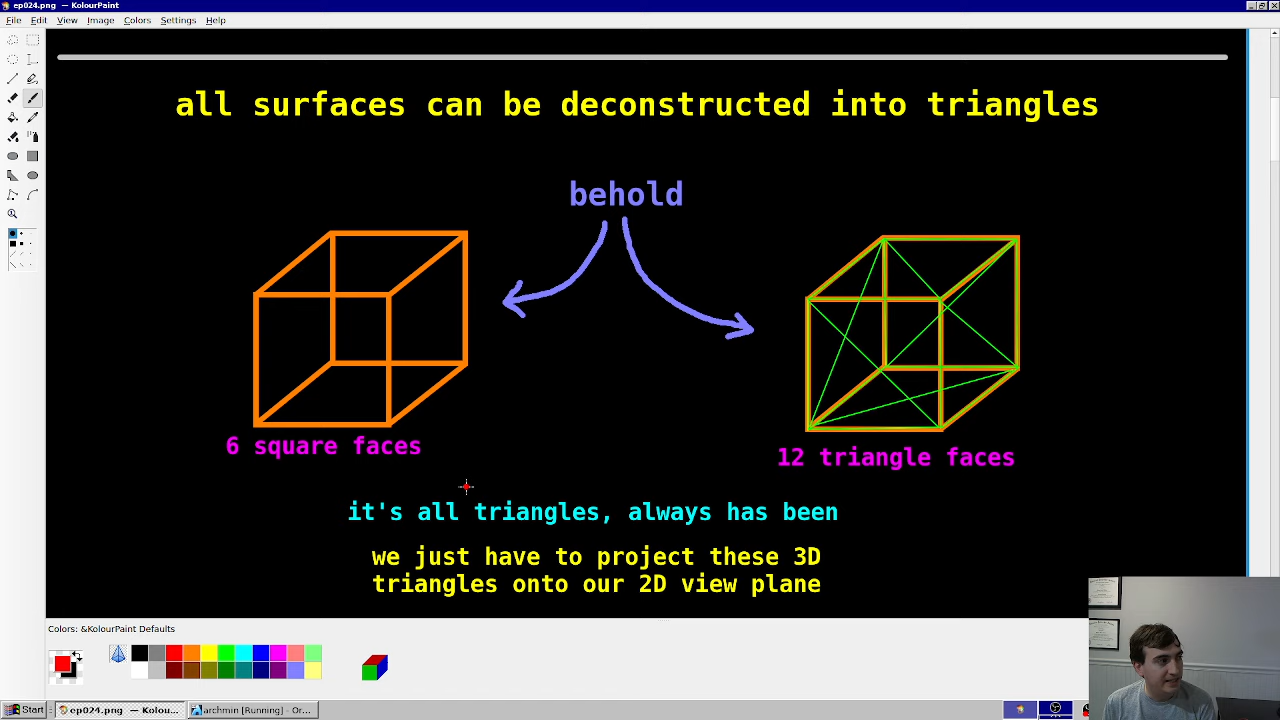 ep024.png — KolourPaint
File Edit View Image Colors Settings Help
all surfaces can be deconstructed into triangles
behold
6 square faces
12 triangle faces
it's all triangles, always has been
we just have to project these 3D
triangles onto our 2D view plane
Colors: &KolourPaint Defaults
Start
ep024.png — Kolou...
archmin [Running] - Or...